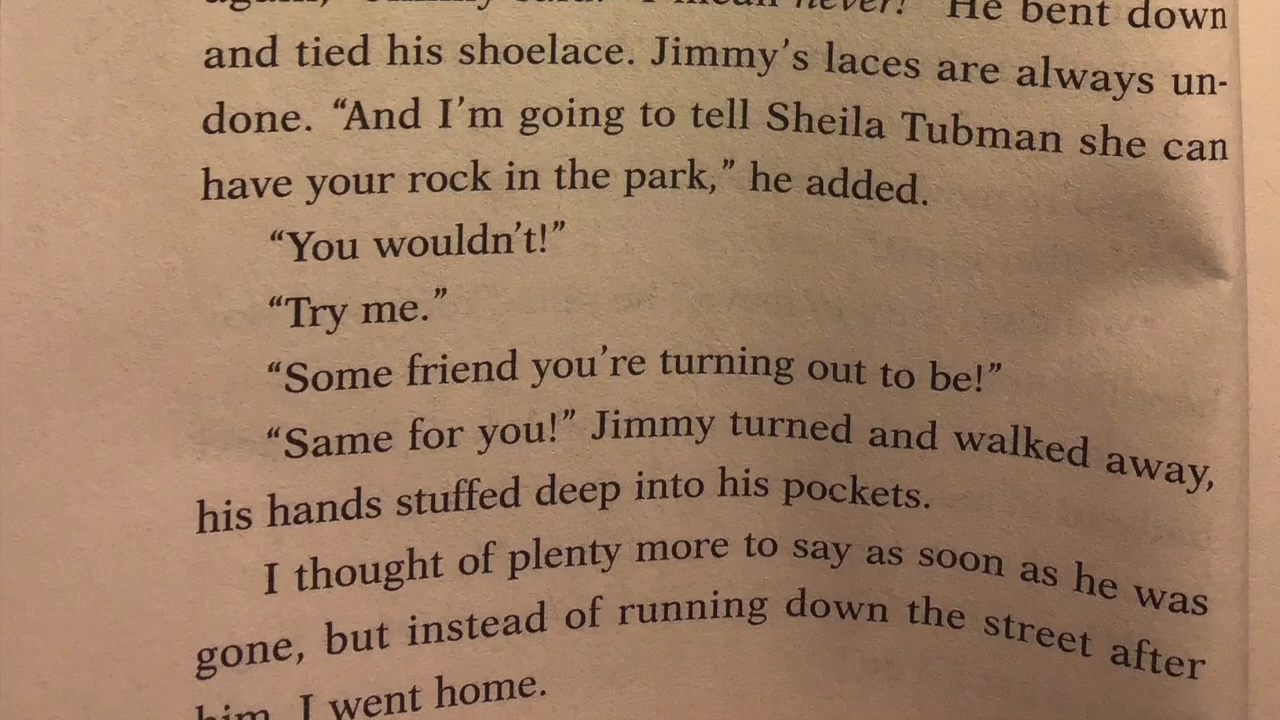 never!" He bent down
and tied his shoelace. Jimmy's laces are always un-
done. "And I'm going to tell Sheila Tubman she can
have your rock in the park," he added.
"You wouldn't!"
"Try me."
"Some friend you're turning out to be!"
"Same for you!" Jimmy turned and walked away,
his hands stuffed deep into his pockets.
I thought of plenty more to say as soon as he was
gone, but instead of running down the street after
him, I went home.